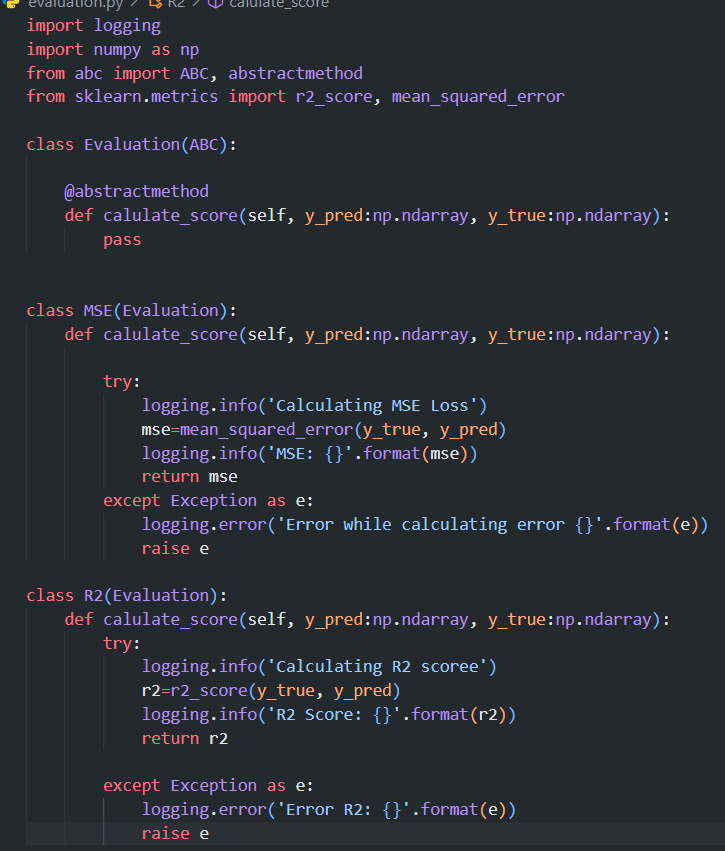 evaluation.py > R2 > calulate_score
import logging
import numpy as np
from abc import ABC, abstractmethod
from sklearn.metrics import r2_score, mean_squared_error

class Evaluation(ABC):

    @abstractmethod
    def calulate_score(self, y_pred:np.ndarray, y_true:np.ndarray):
        pass


class MSE(Evaluation):
    def calulate_score(self, y_pred:np.ndarray, y_true:np.ndarray):

        try:
            logging.info('Calculating MSE Loss')
            mse=mean_squared_error(y_true, y_pred)
            logging.info('MSE: {}'.format(mse))
            return mse
        except Exception as e:
            logging.error('Error while calculating error {}'.format(e))
            raise e

class R2(Evaluation):
    def calulate_score(self, y_pred:np.ndarray, y_true:np.ndarray):
        try:
            logging.info('Calculating R2 scoree')
            r2=r2_score(y_true, y_pred)
            logging.info('R2 Score: {}'.format(r2))
            return r2

        except Exception as e:
            logging.error('Error R2: {}'.format(e))
            raise e